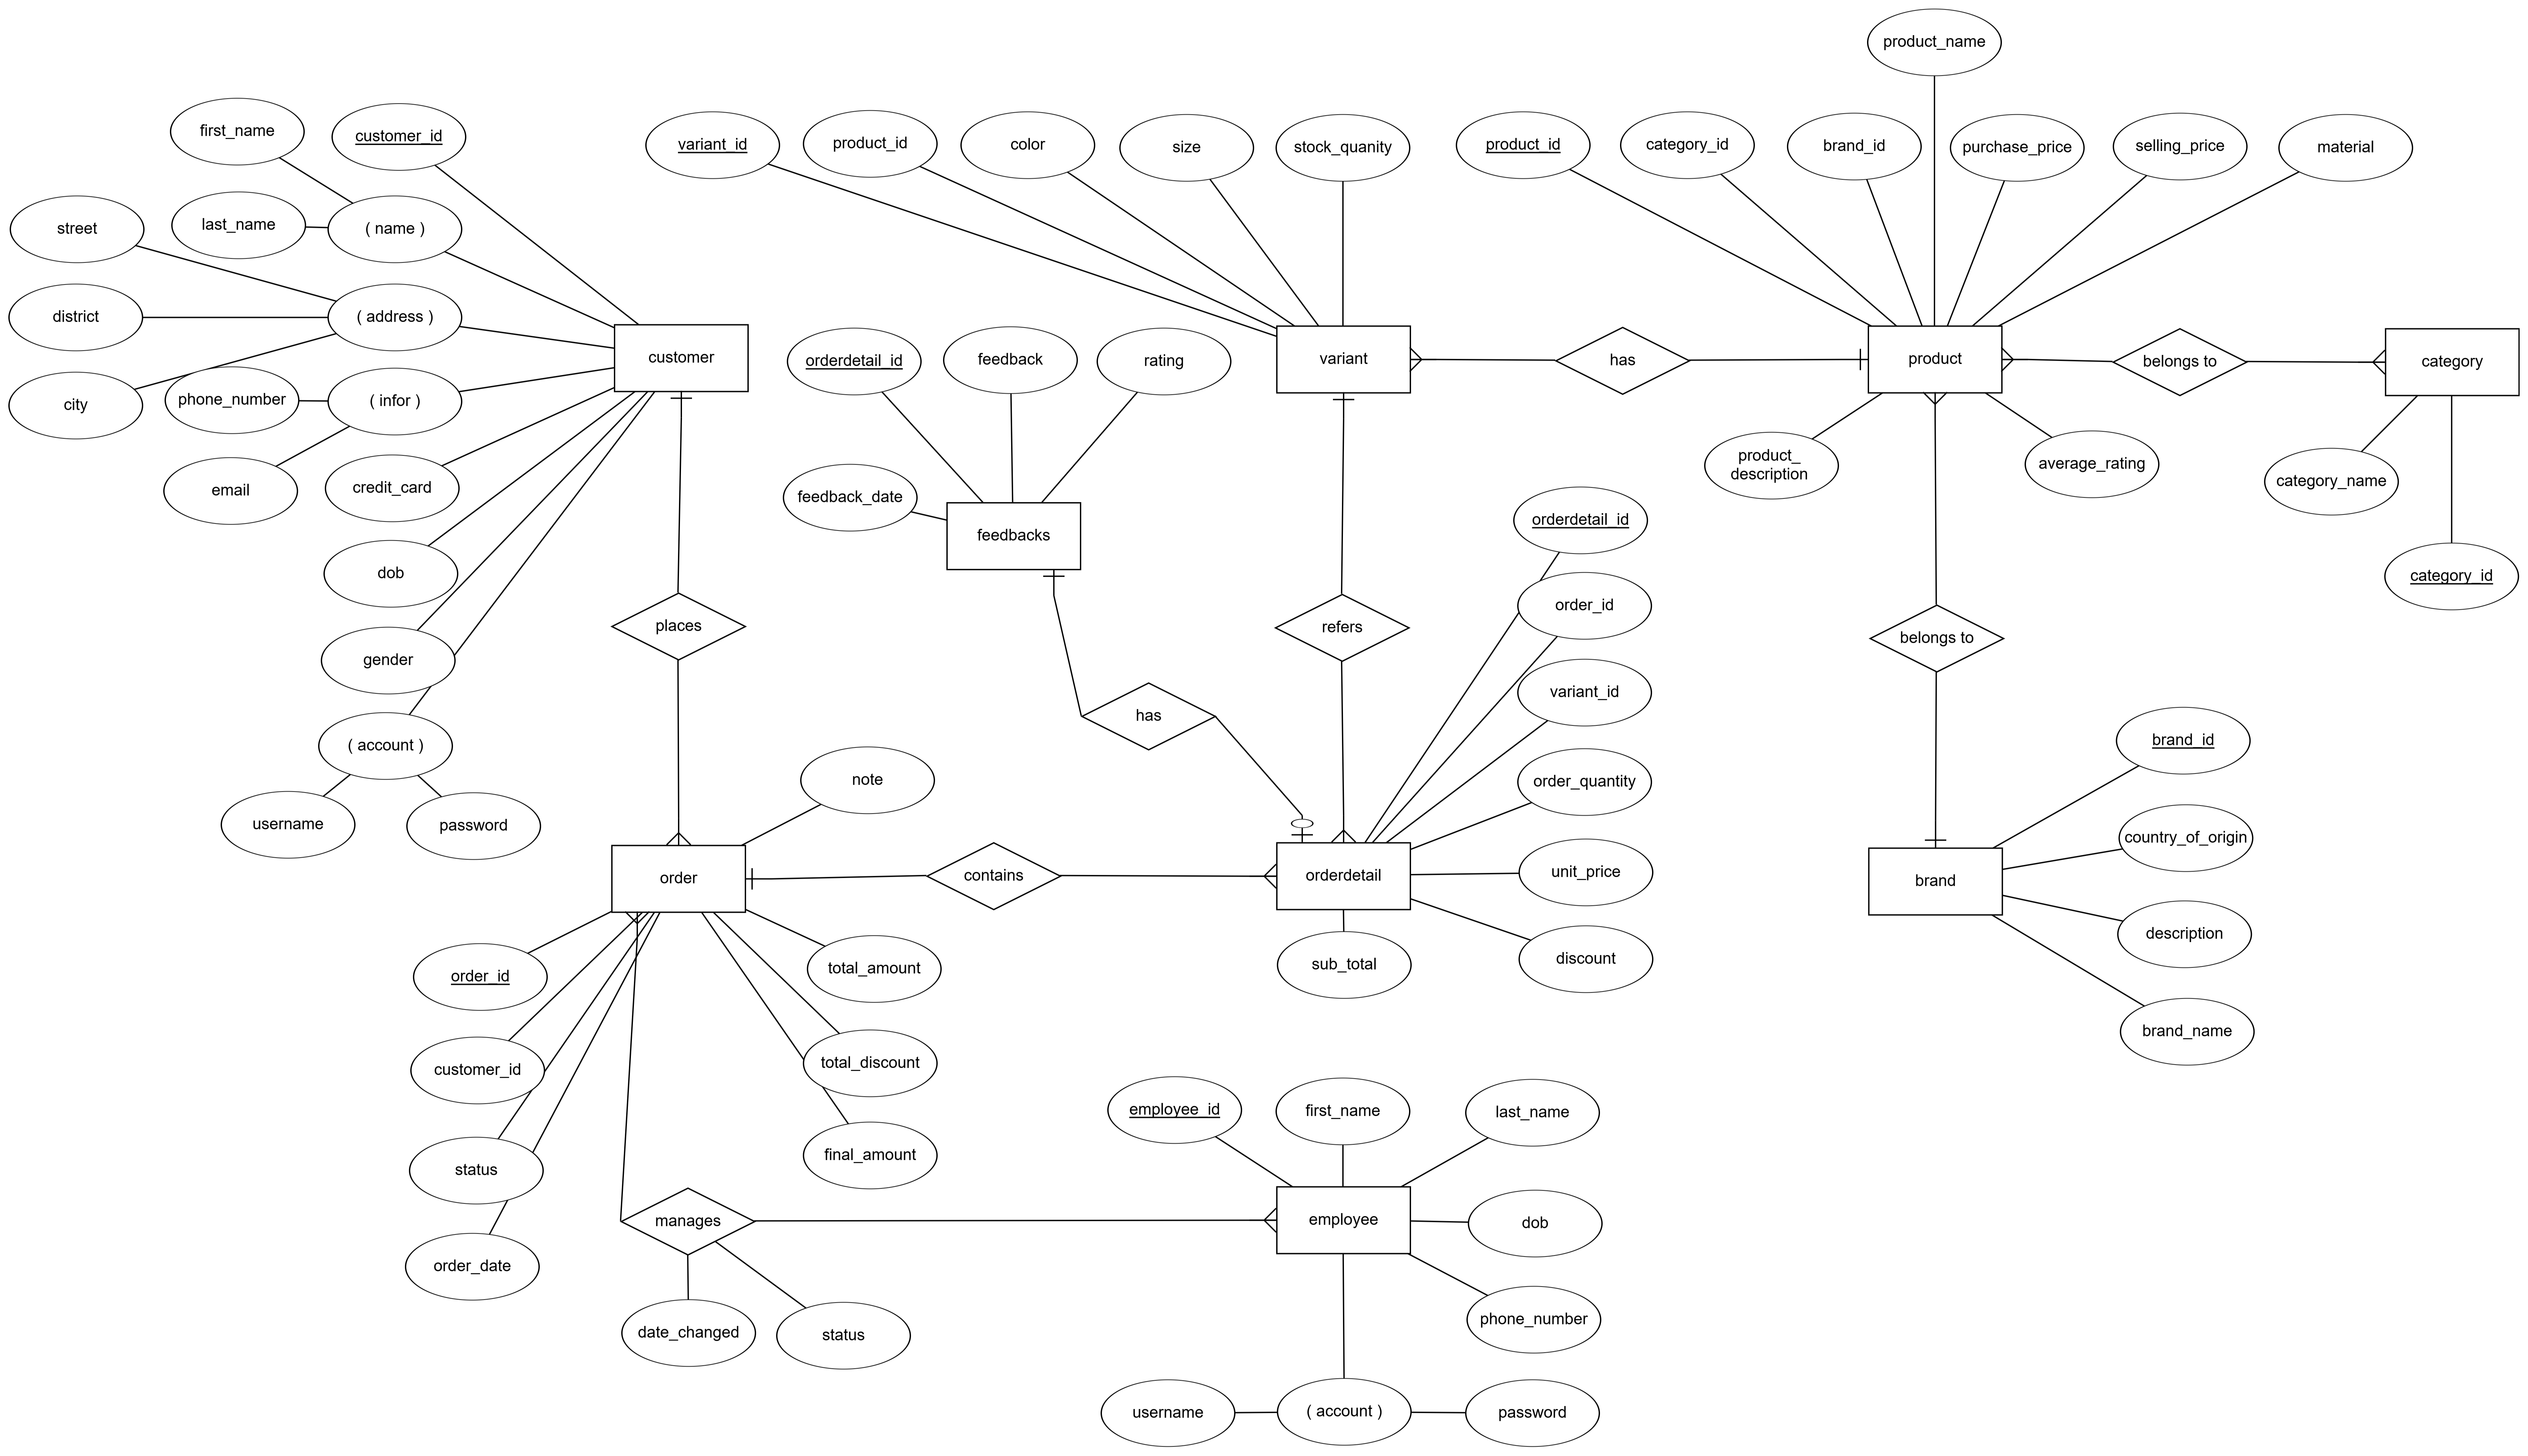 product_name
first_name
customer_id
variant_id
product_id
color
size
stock_quanity
product_id
category_id
brand_id
purchase_price
selling_price
material
street
last_name
( name )
district
( address )
customer
orderdetail_id
feedback
rating
variant
has
product
belongs to
category
city
phone_number
( infor )
email
credit_card
feedback_date
feedbacks
product_
description
average_rating
category_name
orderdetail_id
category_id
dob
places
refers
order_id
belongs to
gender
variant_id
has
brand_id
( account )
username
password
note
order_quantity
country_of_origin
order
contains
orderdetail
unit_price
brand
order_id
total_amount
sub_total
discount
description
customer_id
total_discount
brand_name
status
final_amount
employee_id
first_name
last_name
manages
employee
dob
order_date
date_changed
status
phone_number
username
( account )
password